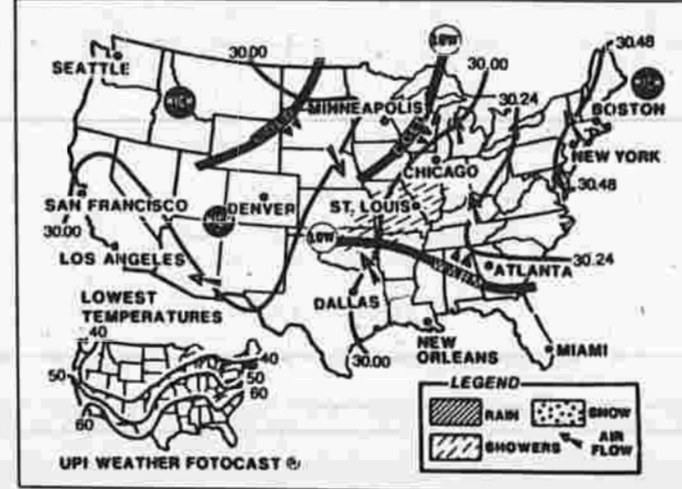 LOW
30.00
30.48
SEATTLE
30.00
MINNEAPOLIS
30.24
BOSTON
CHICAGO
NEW YORK
SAN FRANCISCO
DENVER
ST. LOUIS
30.48
30.00
LOW
LOS ANGELES
30.24
ATLANTA
LOWEST
TEMPERATURES
DALLAS
40
NEW
ORLEANS
MIAMI
30.00
40
50
50
60
60
LEGEND
RAIN
SNOW
SHOWERS
AIR
FLOW
UPI WEATHER FOTOCAST ®